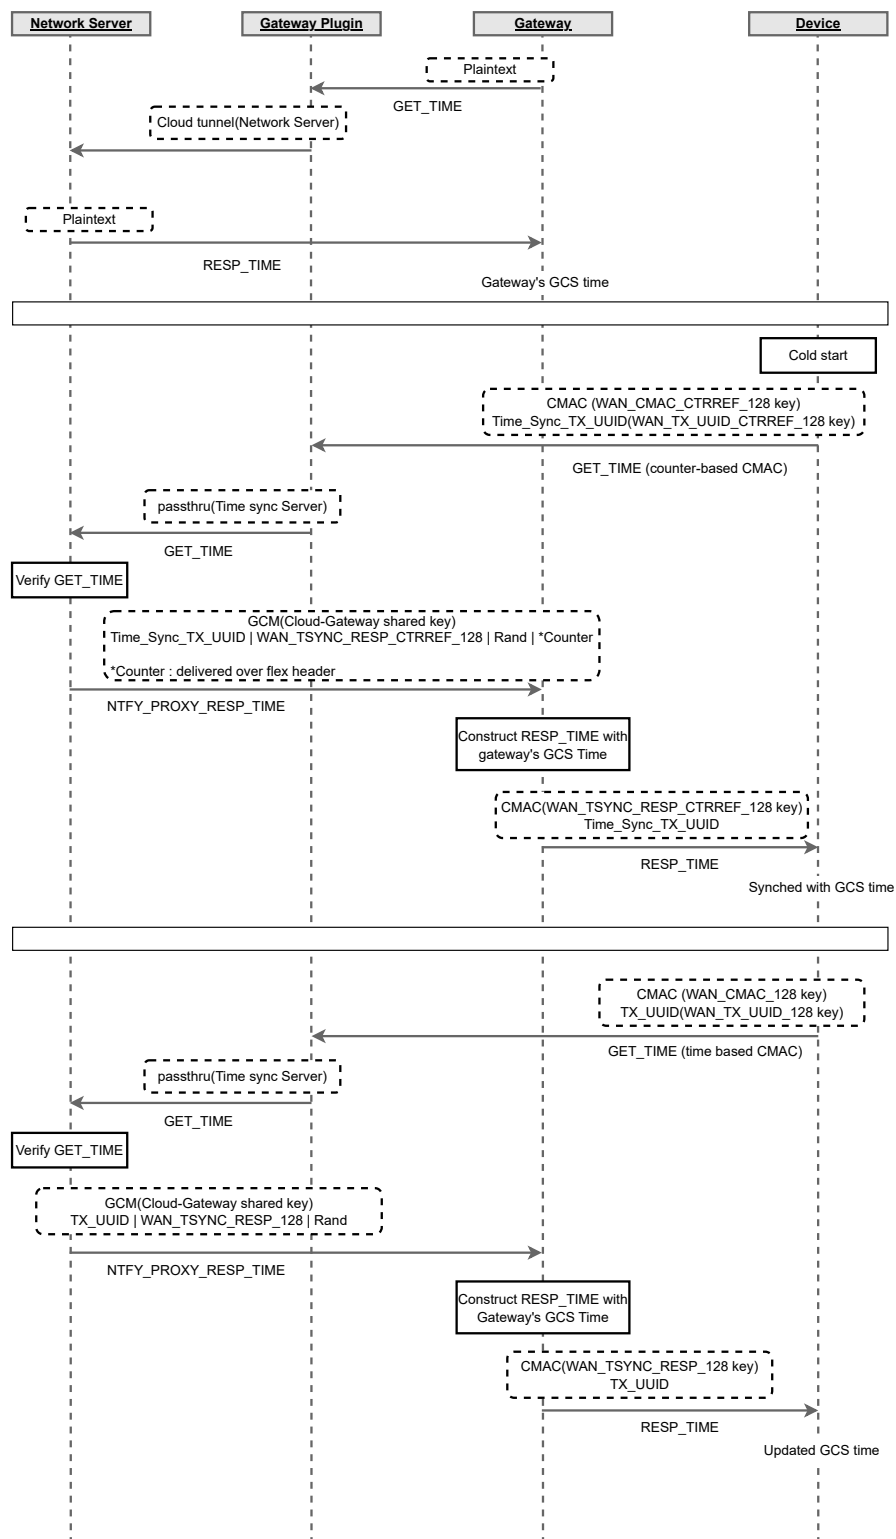 Network Server
Gateway Plugin
Gateway
Device
Plaintext
GET_TIME
Cloud tunnel(Network Server)
Plaintext
RESP_TIME
Gateway's GCS time
Cold start
CMAC (WAN_CMAC_CTRREF_128 key)
Time_Sync_TX_UUID(WAN_TX_UUID_CTRREF_128 key)
GET_TIME (counter-based CMAC)
passthru(Time sync Server)
GET_TIME
Verify GET_TIME
GCM(Cloud-Gateway shared key)
Time_Sync_TX_UUID | WAN_TSYNC_RESP_CTRREF_128 | Rand | *Counter
*Counter : delivered over flex header
NTFY_PROXY_RESP_TIME
Construct RESP_TIME with
gateway's GCS Time
CMAC(WAN_TSYNC_RESP_CTRREF_128 key)
Time_Sync_TX_UUID
RESP_TIME
Synched with GCS time
CMAC (WAN_CMAC_128 key)
TX_UUID(WAN_TX_UUID_128 key)
GET_TIME (time based CMAC)
passthru(Time sync Server)
GET_TIME
Verify GET_TIME
GCM(Cloud-Gateway shared key)
TX_UUID | WAN_TSYNC_RESP_128 | Rand
NTFY_PROXY_RESP_TIME
Construct RESP_TIME with
Gateway's GCS Time
CMAC(WAN_TSYNC_RESP_128 key)
TX_UUID
RESP_TIME
Updated GCS time